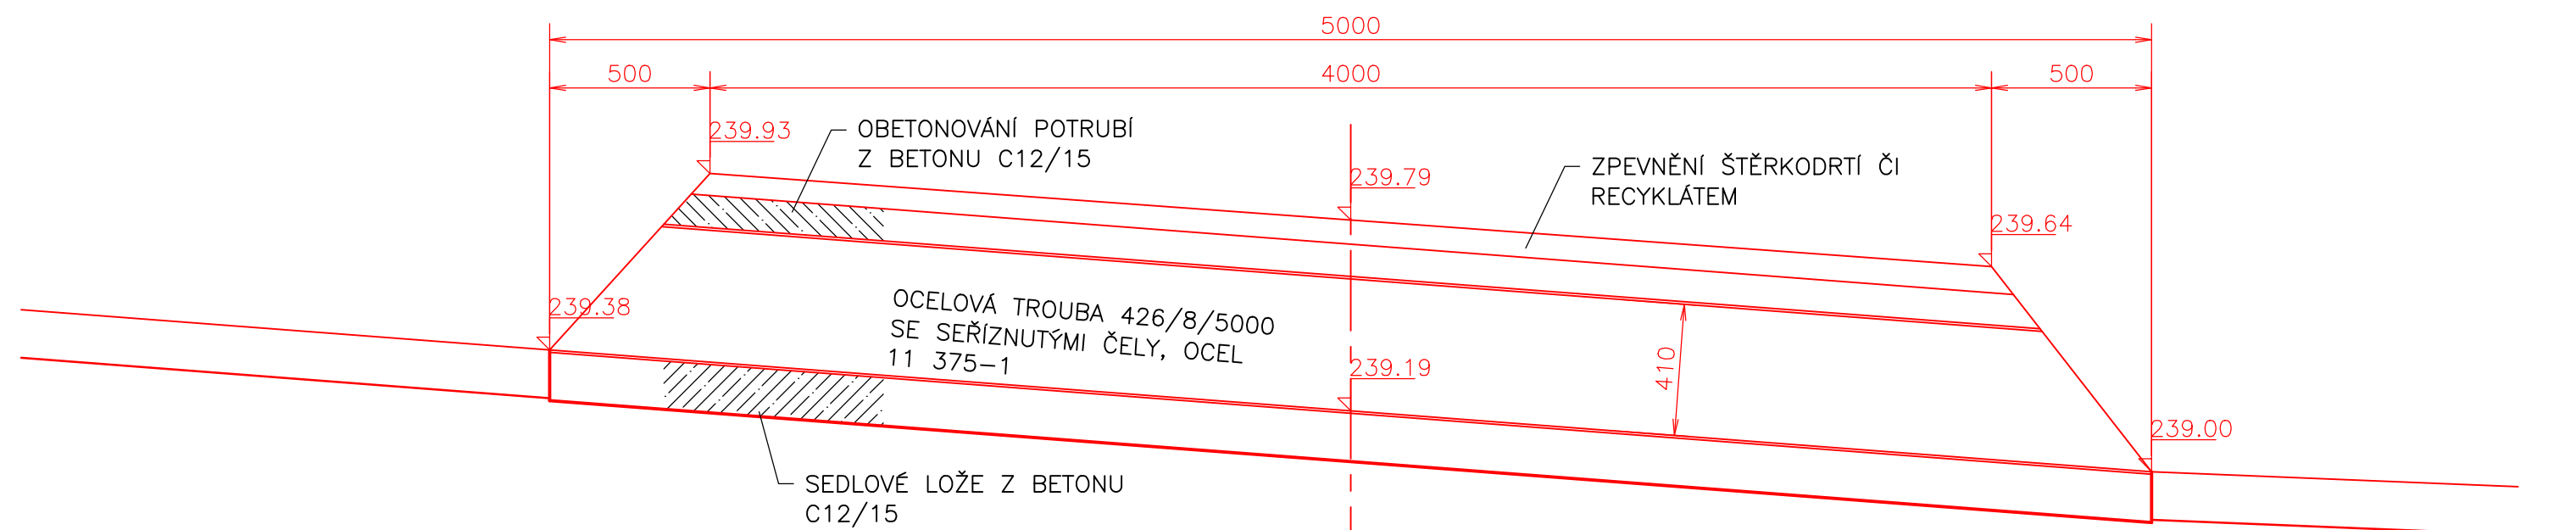 5000
500
4000
500
239.93
OBETONOVÁNÍ POTRUBÍ
Z BETONU C12/15
239.79
ZPEVNĚNÍ ŠTĚRKODRTÍ ČI
RECYKLÁTEM
239.64
239.38
OCELOVÁ TROUBA 426/8/5000
SE SEŘÍZNUTÝMI ČELY, OCEL
11 375-1
239.19
410
239.00
SEDLOVÉ LOŽE Z BETONU
C12/15